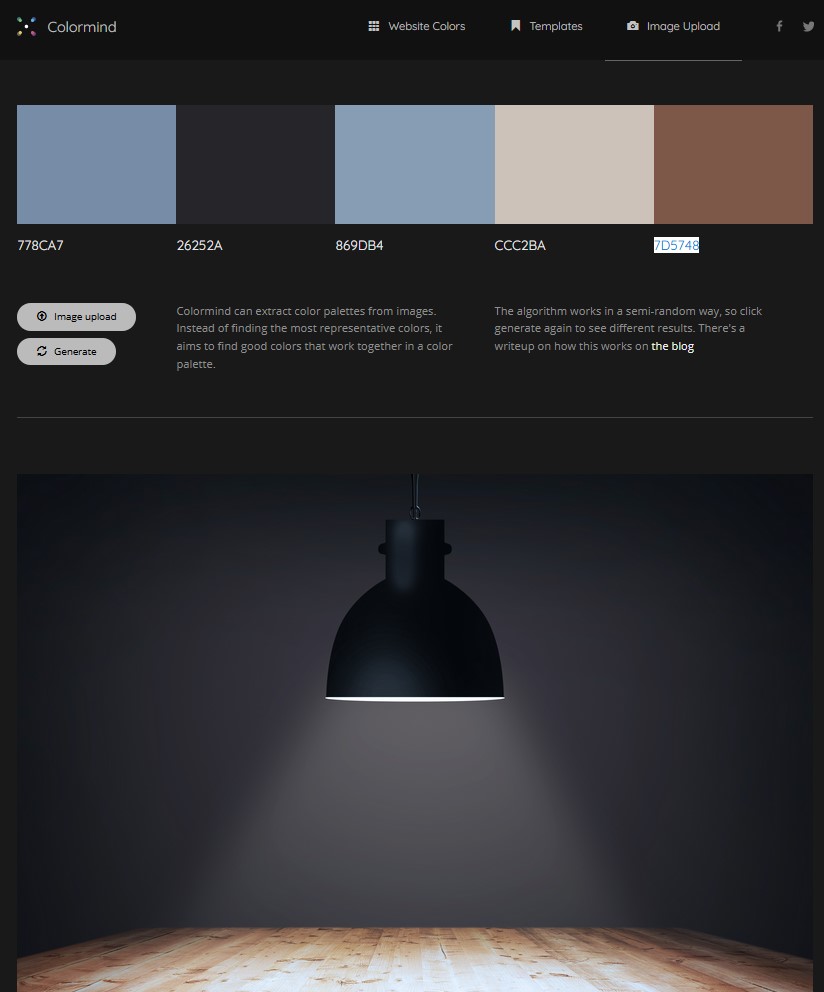 Colormind
Website Colors
Templates
Image Upload
778CA7
26252A
869DB4
CCC2BA
7D5748
Image upload
Generate
Colormind can extract color palettes from images.
Instead of finding the most representative colors, it
aims to find good colors that work together in a color
palette.
The algorithm works in a semi-random way, so click
generate again to see different results. There's a
writeup on how this works on the blog